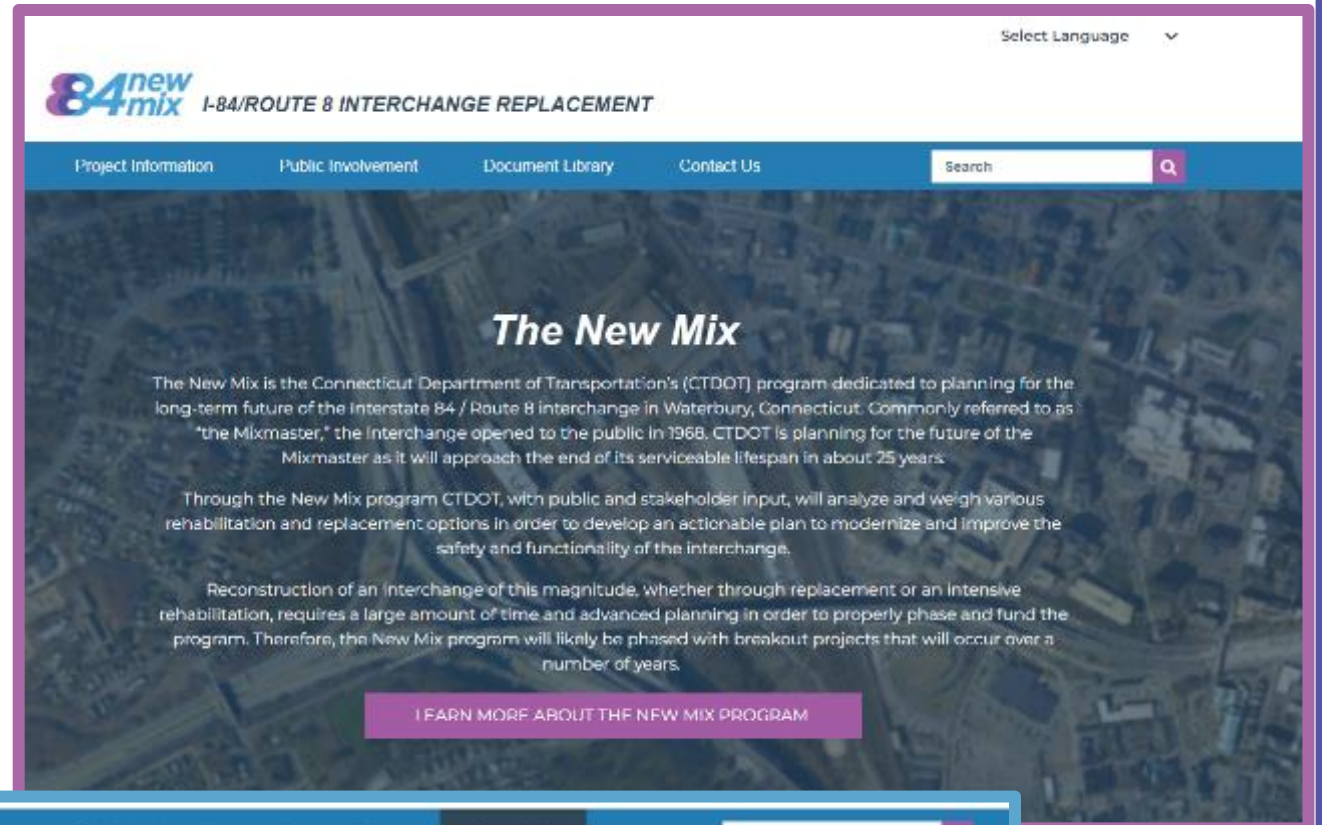 Select Language
84 new mix I-84/ROUTE 8 INTERCHANGE REPLACEMENT
Project Information Public Involvement Document Library Contact Us Search
The New Mix
The New Mix is the Connecticut Department of Transportation's (CTDOT) program dedicated to planning for the
long-term future of the Interstate 84 / Route 8 interchange in Waterbury, Connecticut. Commonly referred to as
"the Mixmaster," the interchange opened to the public in 1968. CTDOT is planning for the future of the
Mixmaster as it will approach the end of its serviceable lifespan in about 25 years.
Through the New Mix program CTDOT, with public and stakeholder input, will analyze and weigh various
rehabilitation and replacement options in order to develop an actionable plan to modernize and improve the
safety and functionality of the interchange.
Reconstruction of an interchange of this magnitude, whether through replacement or an intensive
rehabilitation, requires a large amount of time and advanced planning in order to properly phase and fund the
program. Therefore, the New Mix program will likely be phased with breakout projects that will occur over a
number of years.
LEARN MORE ABOUT THE NEW MIX PROGRAM